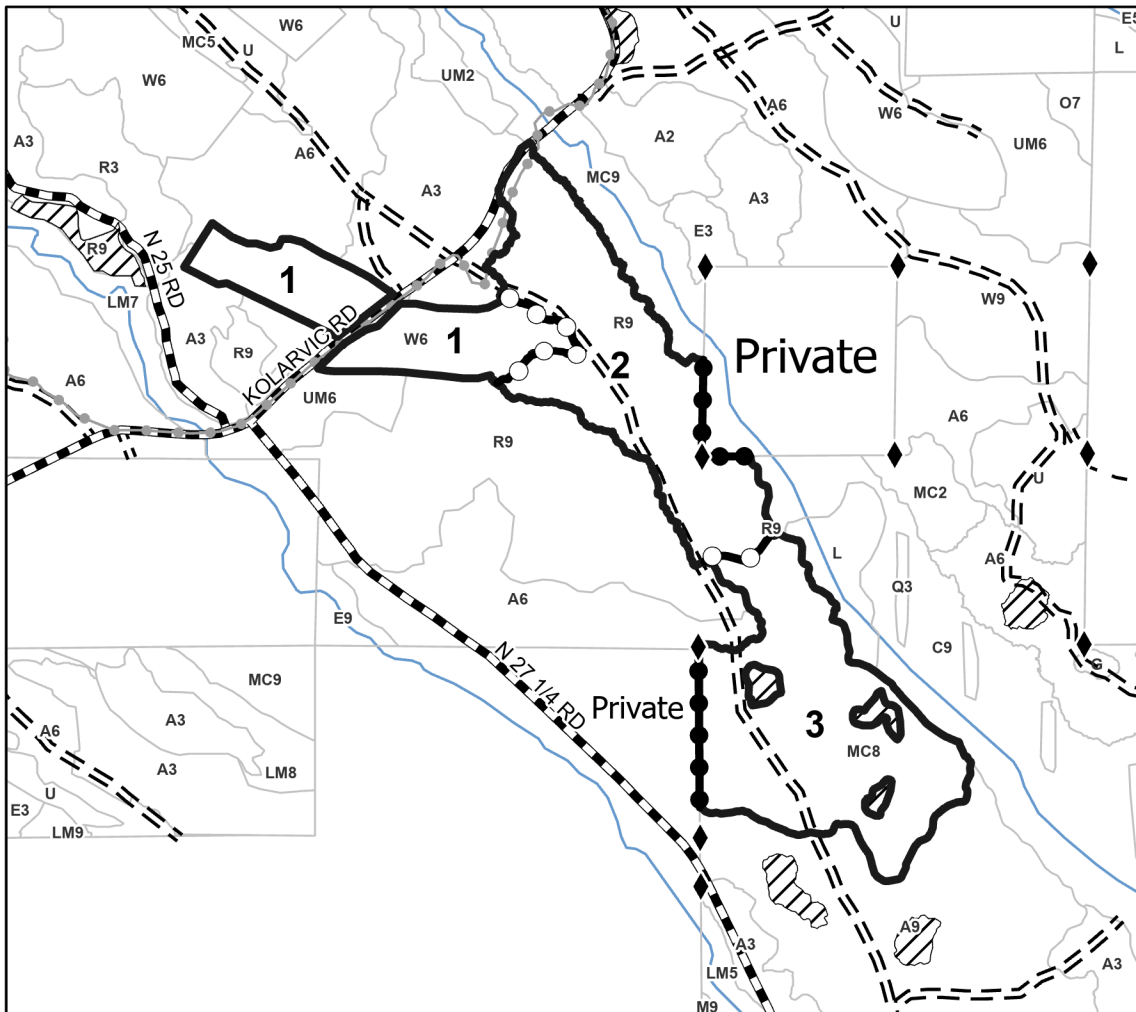 W6
U
E5
MC5
U
L
W6
UM2
O7
A6
W6
A3
A2
UM6
R3
A6
MC9
A3
A3
R9
E3
N 25 RD
1
W9
LM7
R9
A3
W6
1
Private
R9
KOLARVIC RD
2
A6
UM6
A6
R9
U
MC2
R9
L
A6
Q3
A6
E9
C9
G
N 27 1/4 RD
MC9
Private
A3
A6
3
MC8
A3
LM8
U
E3
LM9
A9
A3
A3
LM5
M9